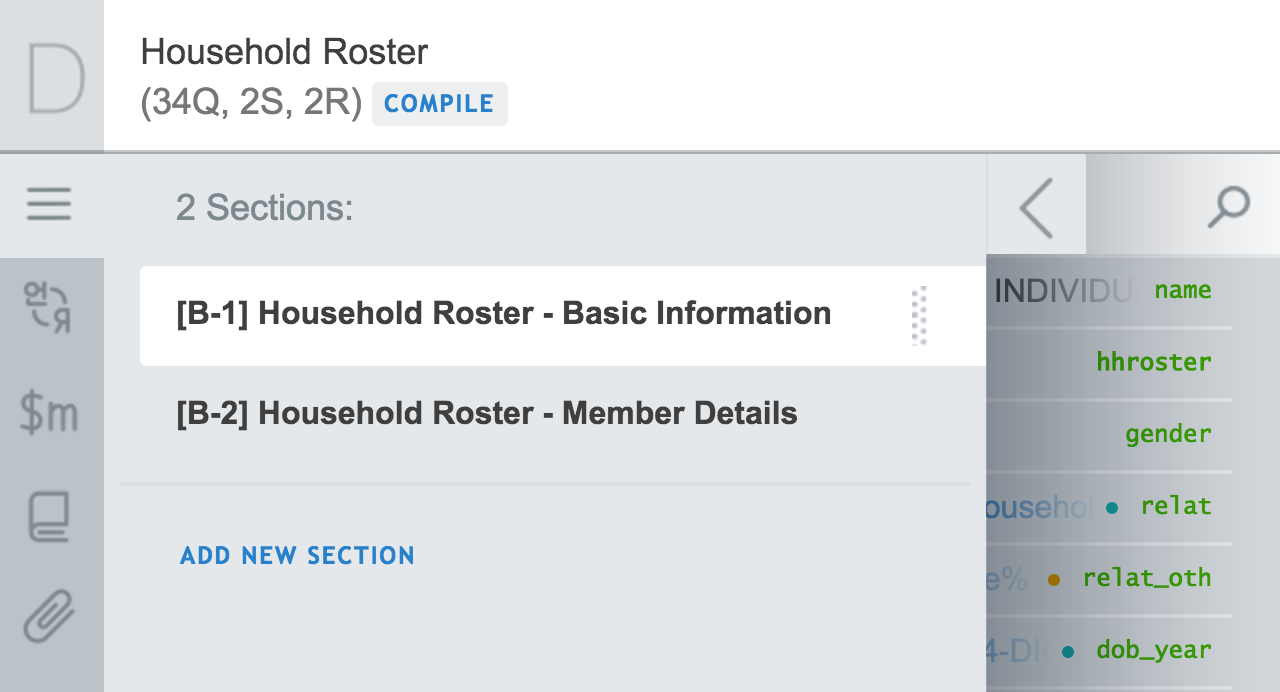 D
Household Roster
(34Q, 2S, 2R) COMPILE
2 Sections:
[B-1] Household Roster - Basic Information
[B-2] Household Roster - Member Details
ADD NEW SECTION
언 Я
$m
INDIVIDU name
hhroster
gender
ousehol relat
e% relat_oth
4-DI dob_year